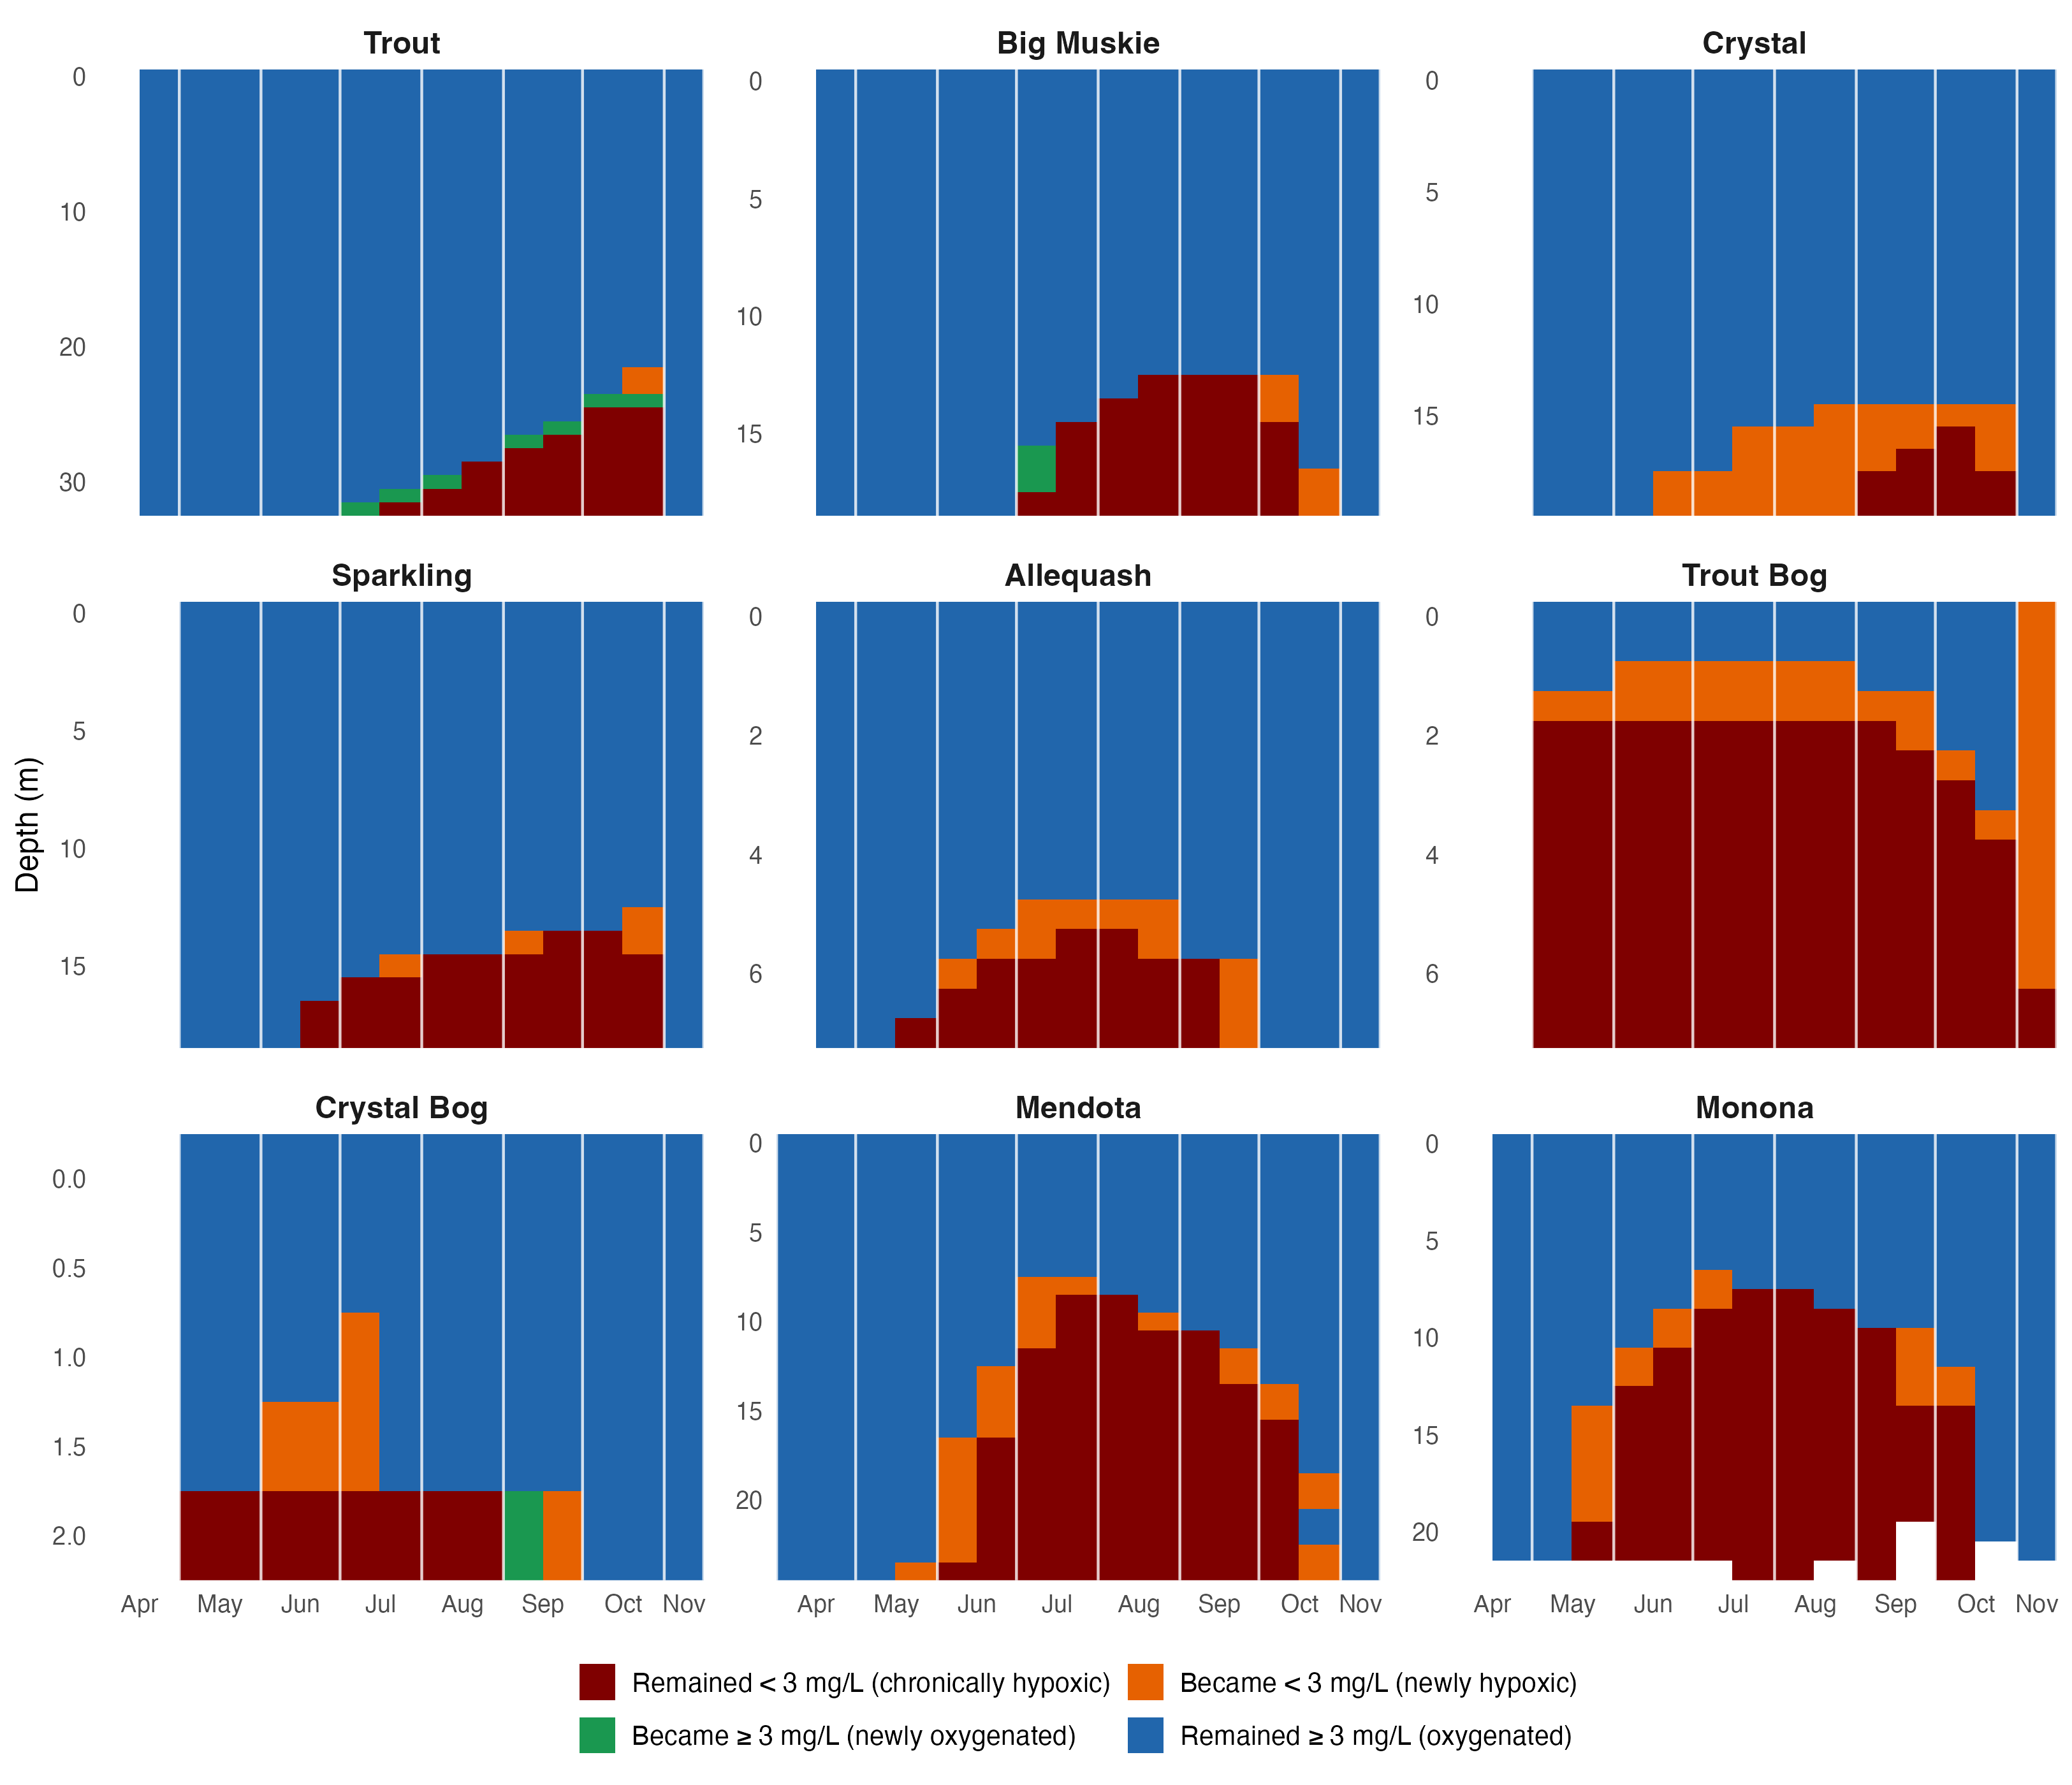 Trout
Big Muskie
Crystal
0
10
20
30
0
5
10
15
0
5
10
15
Sparkling
Allequash
Trout Bog
Depth (m)
0
5
10
15
0
2
4
6
0
2
4
6
Crystal Bog
Mendota
Monona
0.0
0.5
1.0
1.5
2.0
0
5
10
15
20
0
5
10
15
20
Apr May Jun Jul Aug Sep Oct Nov
Apr May Jun Jul Aug Sep Oct Nov
Apr May Jun Jul Aug Sep Oct Nov
Remained < 3 mg/L (chronically hypoxic)
Became < 3 mg/L (newly hypoxic)
Became ≥ 3 mg/L (newly oxygenated)
Remained ≥ 3 mg/L (oxygenated)